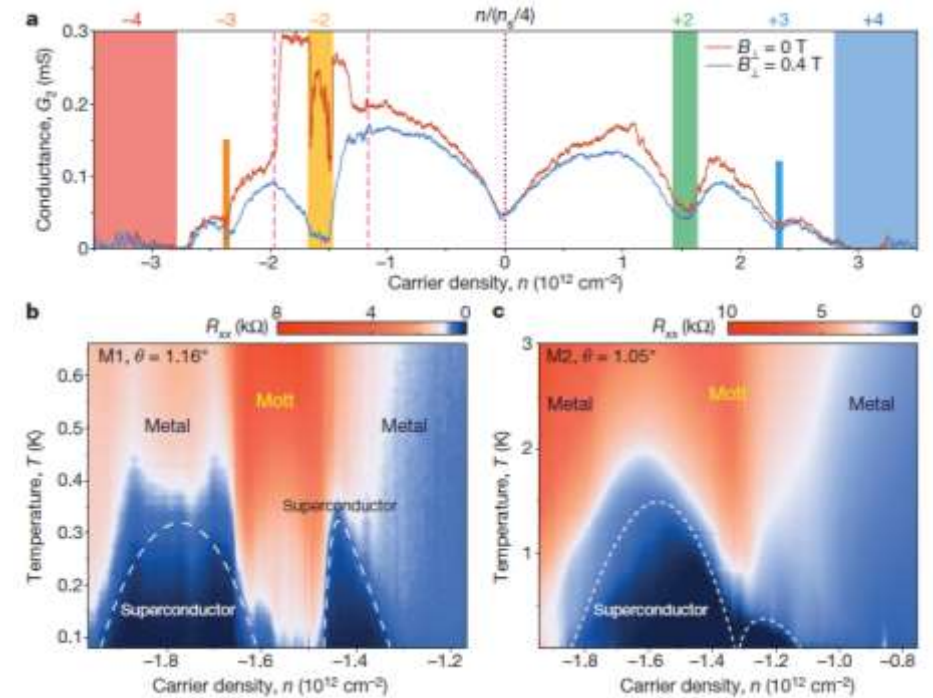 a
n/(nₛ/4)
−4 −3 −2 +2 +3 +4
Conductance, G₂ (mS)
0.3
0.2
0.1
0
B⊥ = 0 T
B⊥ = 0.4 T
−3 −2 −1 0 1 2 3
Carrier density, n (10¹² cm⁻²)
b
Rₓₓ (kΩ) 8 4 0
M1, θ = 1.16°
Mott
Metal
Metal
Superconductor
Superconductor
Temperature, T (K)
0.6
0.5
0.4
0.3
0.2
0.1
−1.8 −1.6 −1.4 −1.2
Carrier density, n (10¹² cm⁻²)
c
Rₓₓ (kΩ) 10 5 0
M2, θ = 1.05°
Metal
Mott
Metal
Superconductor
Temperature, T (K)
3
2
1
−1.8 −1.6 −1.4 −1.2 −1.0 −0.8
Carrier density, n (10¹² cm⁻²)